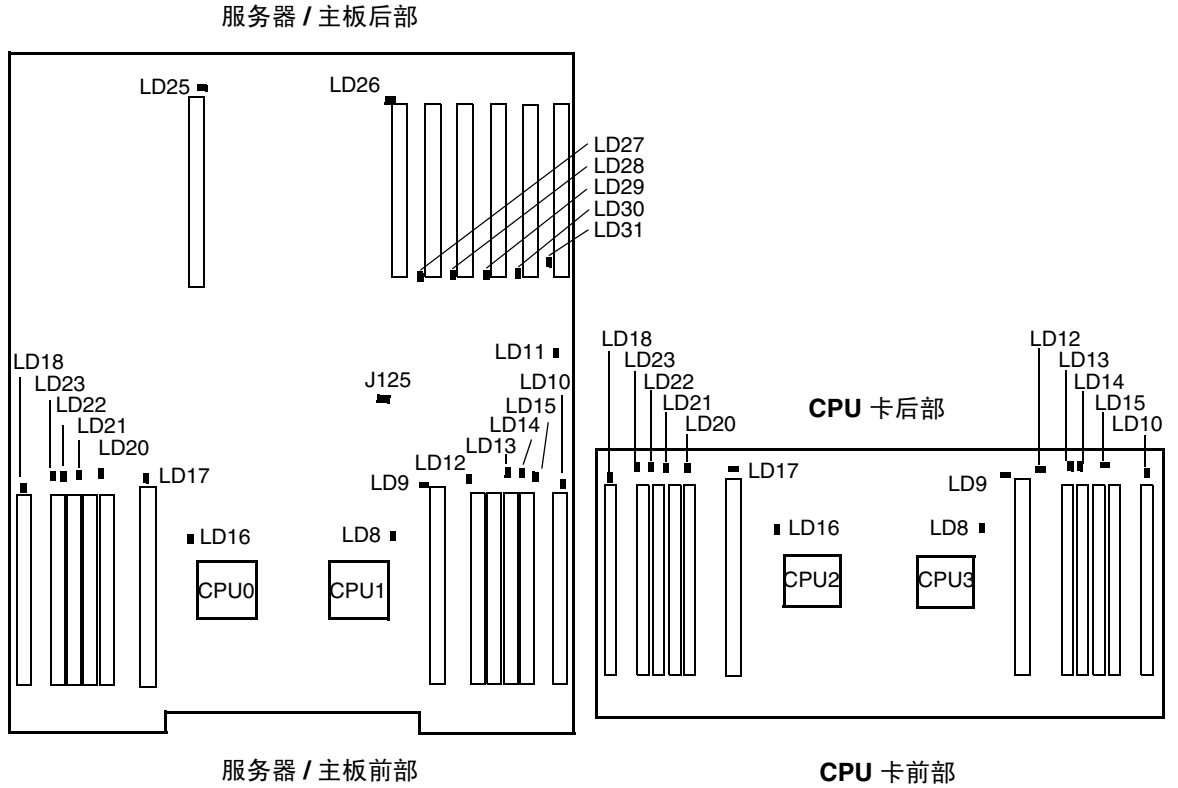 服务器 / 主板后部
LD25
LD26
LD27
LD28
LD29
LD30
LD31
LD11
LD18
LD23
LD22
LD21
LD20
LD17
J125
LD10
LD15
LD14
LD13
LD12
LD9
LD16
LD8
CPU0
CPU1
服务器 / 主板前部
CPU 卡后部
LD18
LD23
LD22
LD21
LD20
LD17
LD12
LD13
LD14
LD15
LD10
LD9
LD16
LD8
CPU2
CPU3
CPU 卡前部